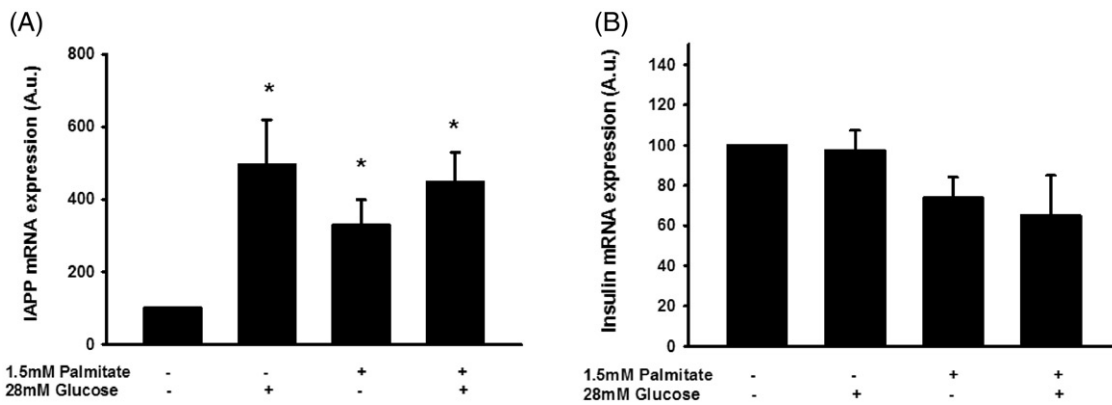 (A)
IAPP mRNA expression (A.u.)
800
600
400
200
0
*
*
*
1.5mM Palmitate - - + +
28mM Glucose - + - +
(B)
Insulin mRNA expression (A.u.)
140
120
100
80
60
40
20
0
1.5mM Palmitate - - + +
28mM Glucose - + - +